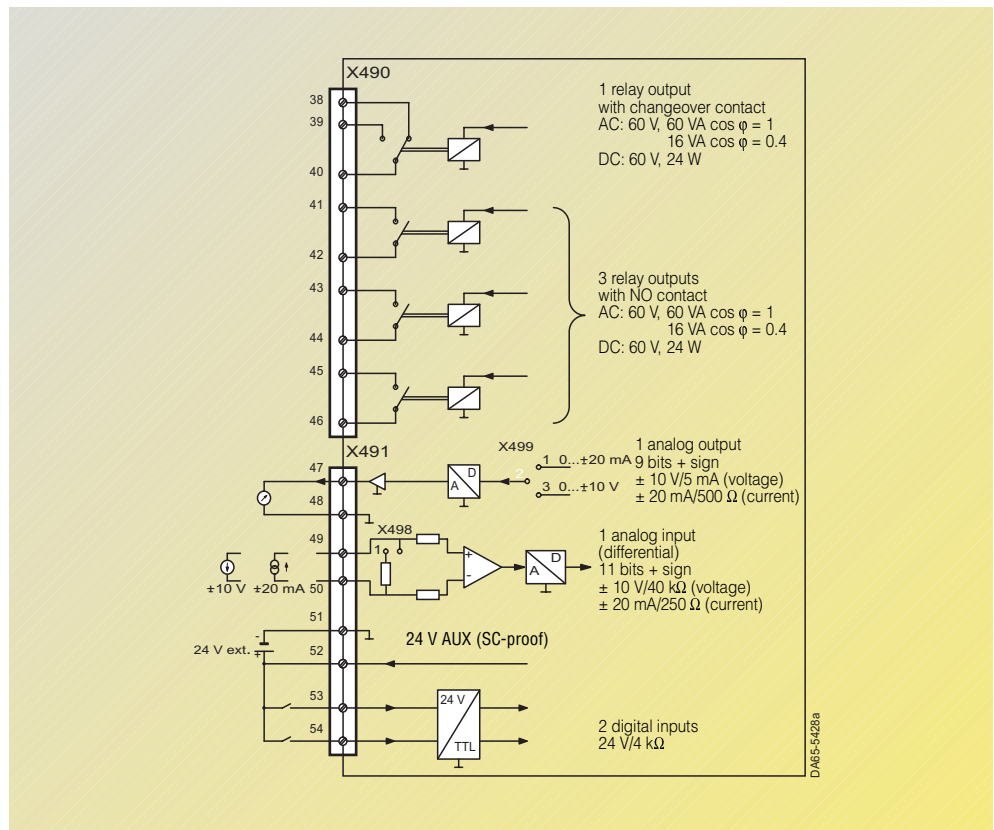 X490
38
39
40
1 relay output
with changeover contact
AC: 60 V, 60 VA cos φ = 1
16 VA cos φ = 0.4
DC: 60 V, 24 W
41
42
43
44
45
46
3 relay outputs
with NO contact
AC: 60 V, 60 VA cos φ = 1
16 VA cos φ = 0.4
DC: 60 V, 24 W
X491
47
48
D
A
X499
1 0...±20 mA
2
3 0...±10 V
1 analog output
9 bits + sign
± 10 V/5 mA (voltage)
± 20 mA/500 Ω (current)
49
50
±10 V
±20 mA
X498
1
+
-
D
A
1 analog input
(differential)
11 bits + sign
± 10 V/40 kΩ (voltage)
± 20 mA/250 Ω (current)
51
52
-
24 V ext.
+
24 V AUX (SC-proof)
53
54
24 V
TTL
2 digital inputs
24 V/4 kΩ
DA65-5428a